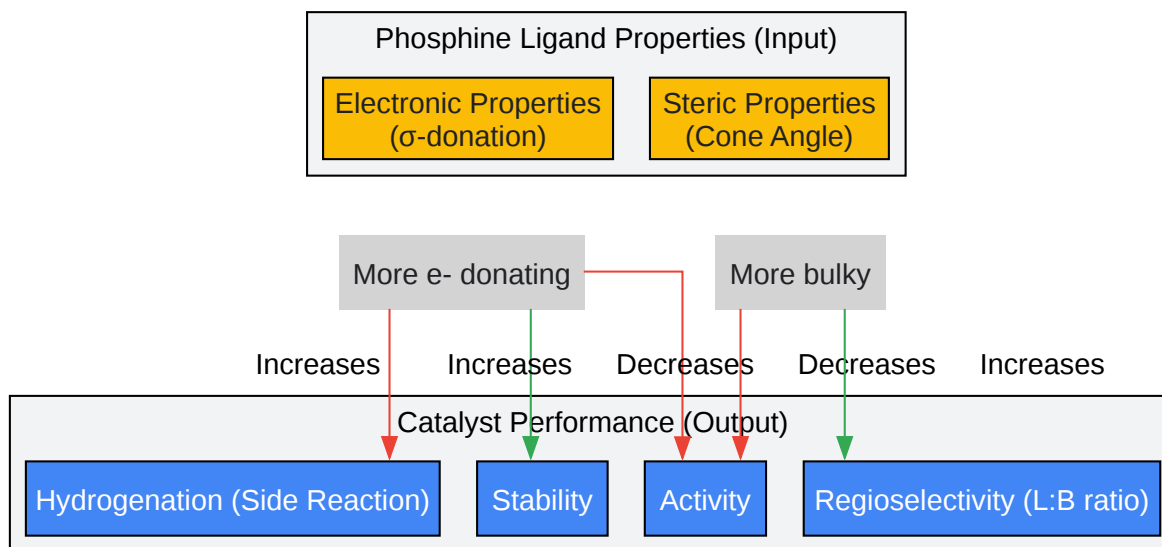 Phosphine Ligand Properties (Input)
Electronic Properties
(σ-donation)
Steric Properties
(Cone Angle)
More e- donating
More bulky
Increases
Increases
Decreases
Decreases
Increases
Catalyst Performance (Output)
Hydrogenation (Side Reaction)
Stability
Activity
Regioselectivity (L:B ratio)